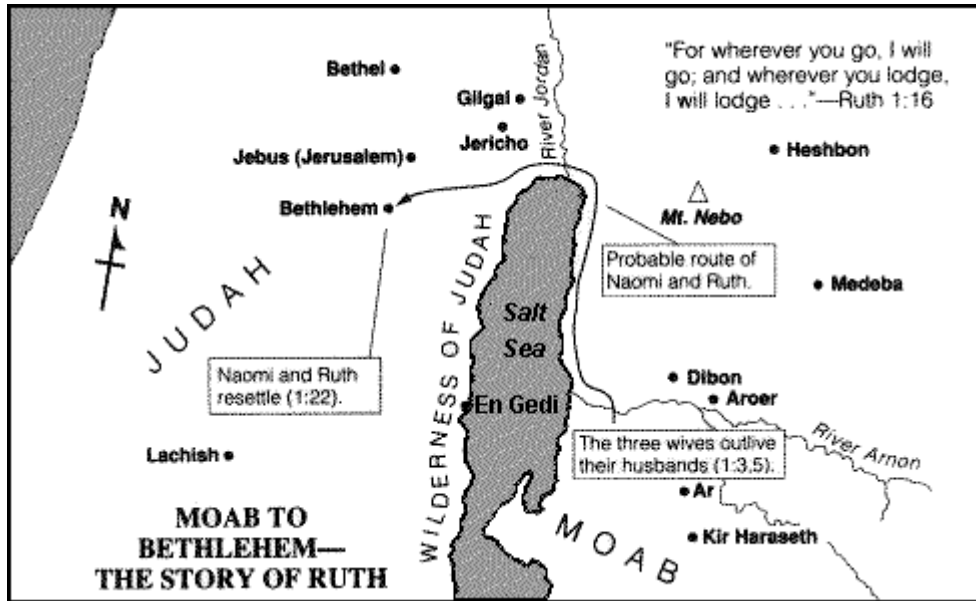 "For wherever you go, I will
go; and wherever you lodge,
I will lodge . . ."—Ruth 1:16
Bethel
Gilgal
Jericho
River Jordan
Jebus (Jerusalem)
Heshbon
Bethlehem
N
Mt. Nebo
Probable route of
Naomi and Ruth.
Medeba
JUDAH
WILDERNESS OF JUDAH
Salt
Sea
Naomi and Ruth
resettle (1:22).
Dibon
Aroer
En Gedi
River Arnon
The three wives outlive
their husbands (1:3,5).
Lachish
Ar
MOAB
Kir Haraseth
MOAB TO
BETHLEHEM—
THE STORY OF RUTH